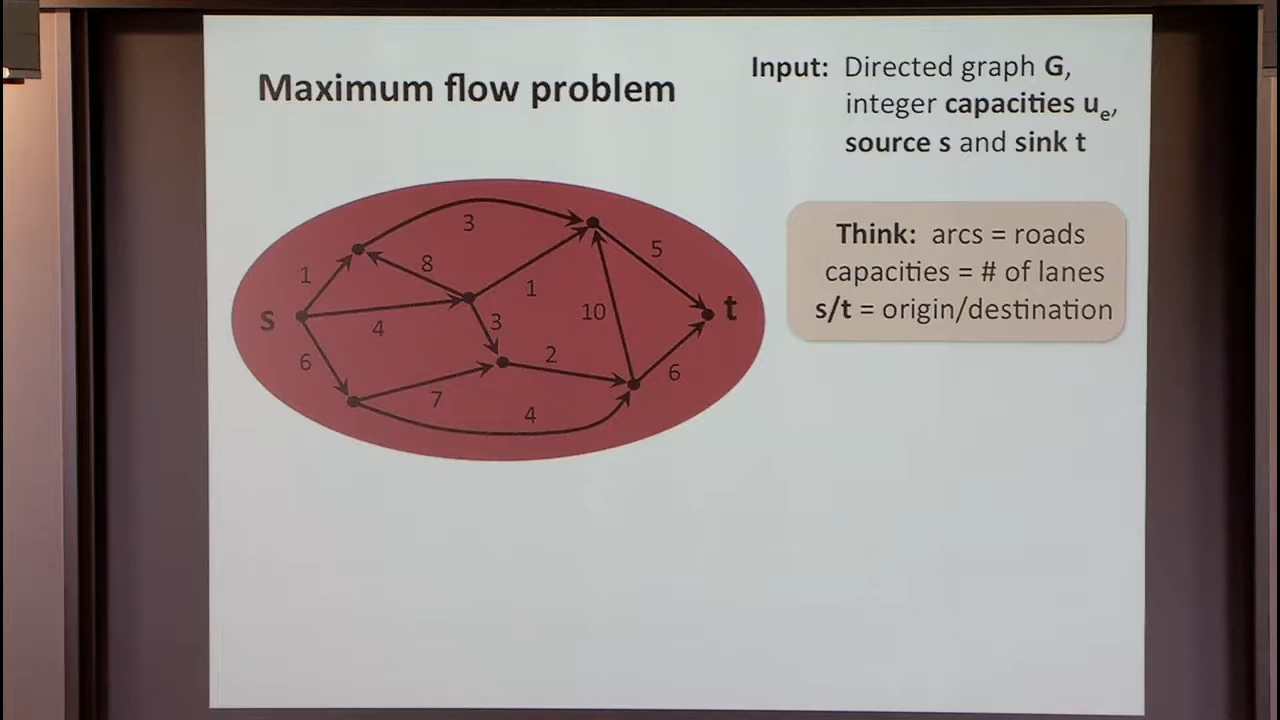 Maximum flow problem
Input: Directed graph G,
integer capacities uₑ,
source s and sink t
Think: arcs = roads
capacities = # of lanes
s/t = origin/destination
3
1
8
5
1
s
4
3
10
t
6
2
6
7
4